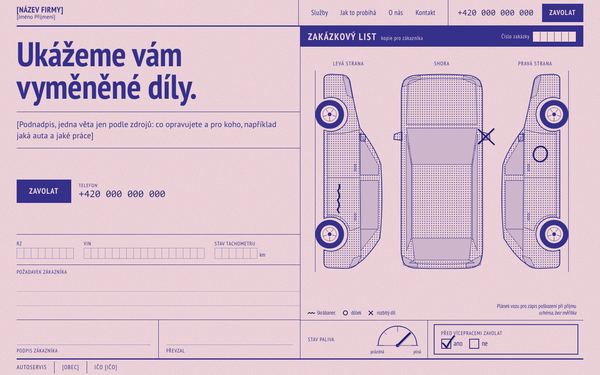 [NÁZEV FIRMY]
[Jméno Příjmení]
Služby Jak to probíhá O nás Kontakt
+420 000 000 000
ZAVOLAT
Ukážeme vám
vyměněné díly.
[Podnadpis, jedna věta jen podle zdrojů: co opravujete a pro koho, například
jaká auta a jaké práce]
ZAVOLAT
TELEFON
+420 000 000 000
RZ
VIN
STAV TACHOMETRU
km
POŽADAVEK ZÁKAZNÍKA
PODPIS ZÁKAZNÍKA
PŘEVZAL
ZAKÁZKOVÝ LIST kopie pro zákazníka
Číslo zakázky
LEVÁ STRANA
SHORA
PRAVÁ STRANA
škrábanec důlek rozbitý díl
Plánek vozu pro zápis poškození při příjmu
schéma, bez měřítka
STAV PALIVA
prázdná plná
PŘED VÍCEPRACEMI ZAVOLAT
ano ne
AUTOSERVIS [OBEC] IČO [IČO]